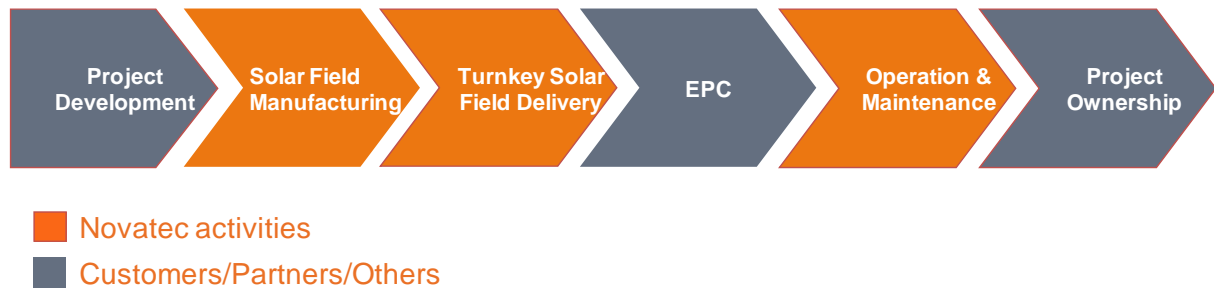 Project
Development
Solar Field
Manufacturing
Turnkey Solar
Field Delivery
EPC
Operation &
Maintenance
Project
Ownership
Novatec activities
Customers/Partners/Others